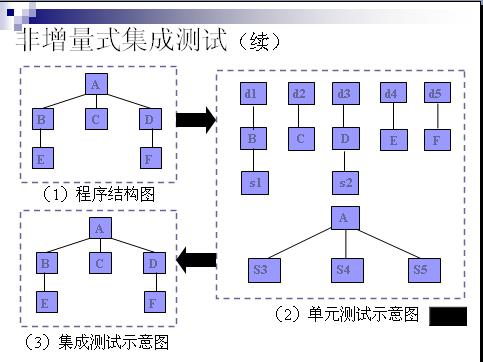 非增量式集成测试（续）
A
B C D
E F
（1）程序结构图
d1 d2 d3 d4 d5
B C D E F
s1 s2
A
S3 S4 S5
（2）单元测试示意图
A
B C D
E F
（3）集成测试示意图